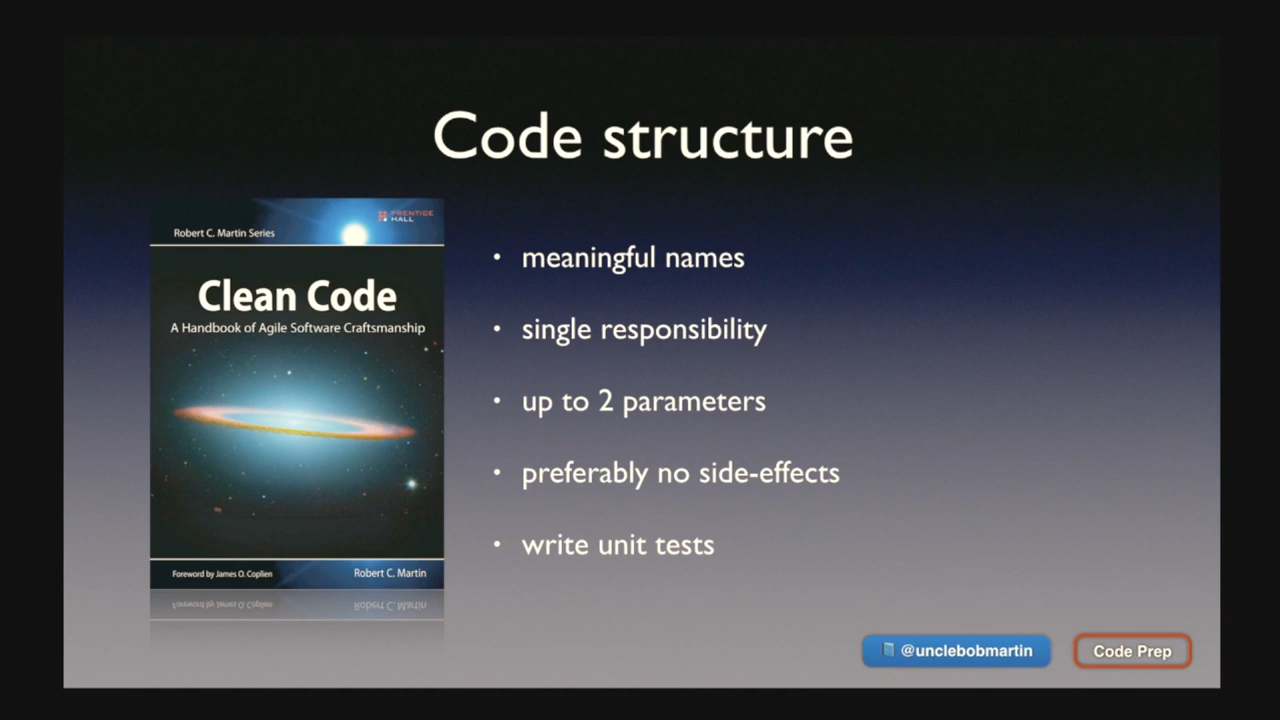 Code structure
PRENTICE
HALL
Robert C. Martin Series
Clean Code
A Handbook of Agile Software Craftsmanship
Foreword by James O. Coplien
Robert C. Martin
• meaningful names
• single responsibility
• up to 2 parameters
• preferably no side-effects
• write unit tests
@unclebobmartin
Code Prep